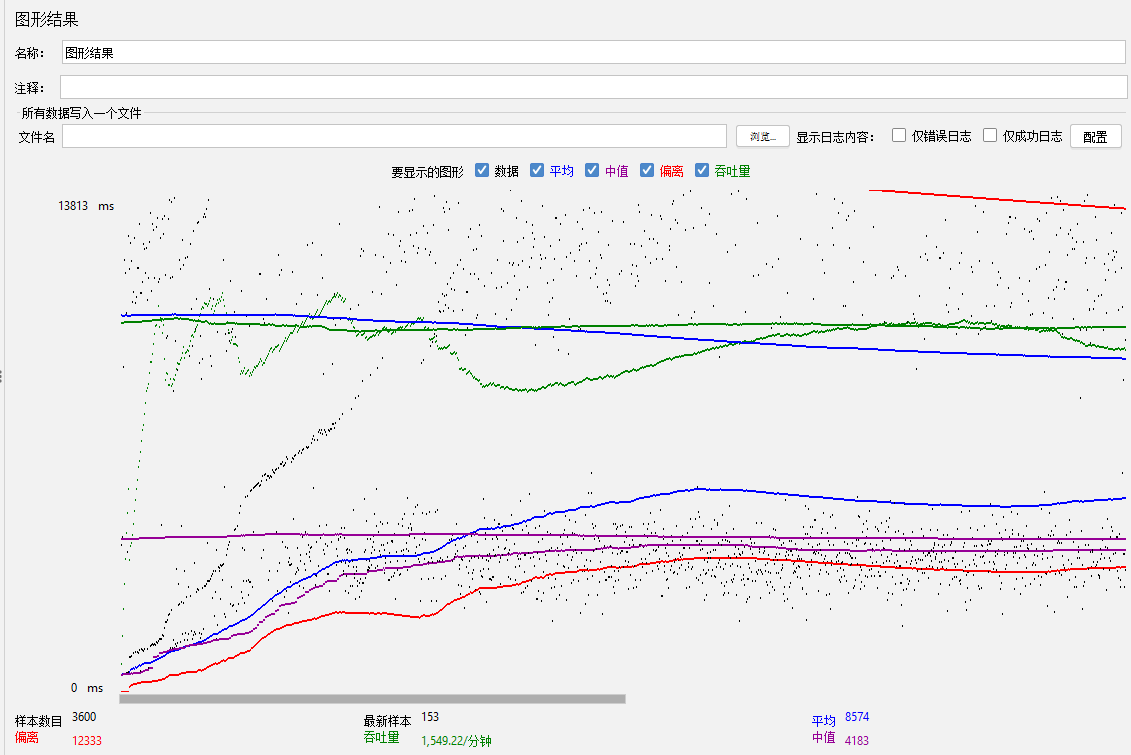 图形结果
名称： 图形结果
注释：
所有数据写入一个文件
文件名 浏览... 显示日志内容： 仅错误日志 仅成功日志 配置
要显示的图形 数据 平均 中值 偏离 吞吐量
13813 ms
0 ms
样本数目 3600 最新样本 153 平均 8574
偏离 12333 吞吐量 1,549.22/分钟 中值 4183